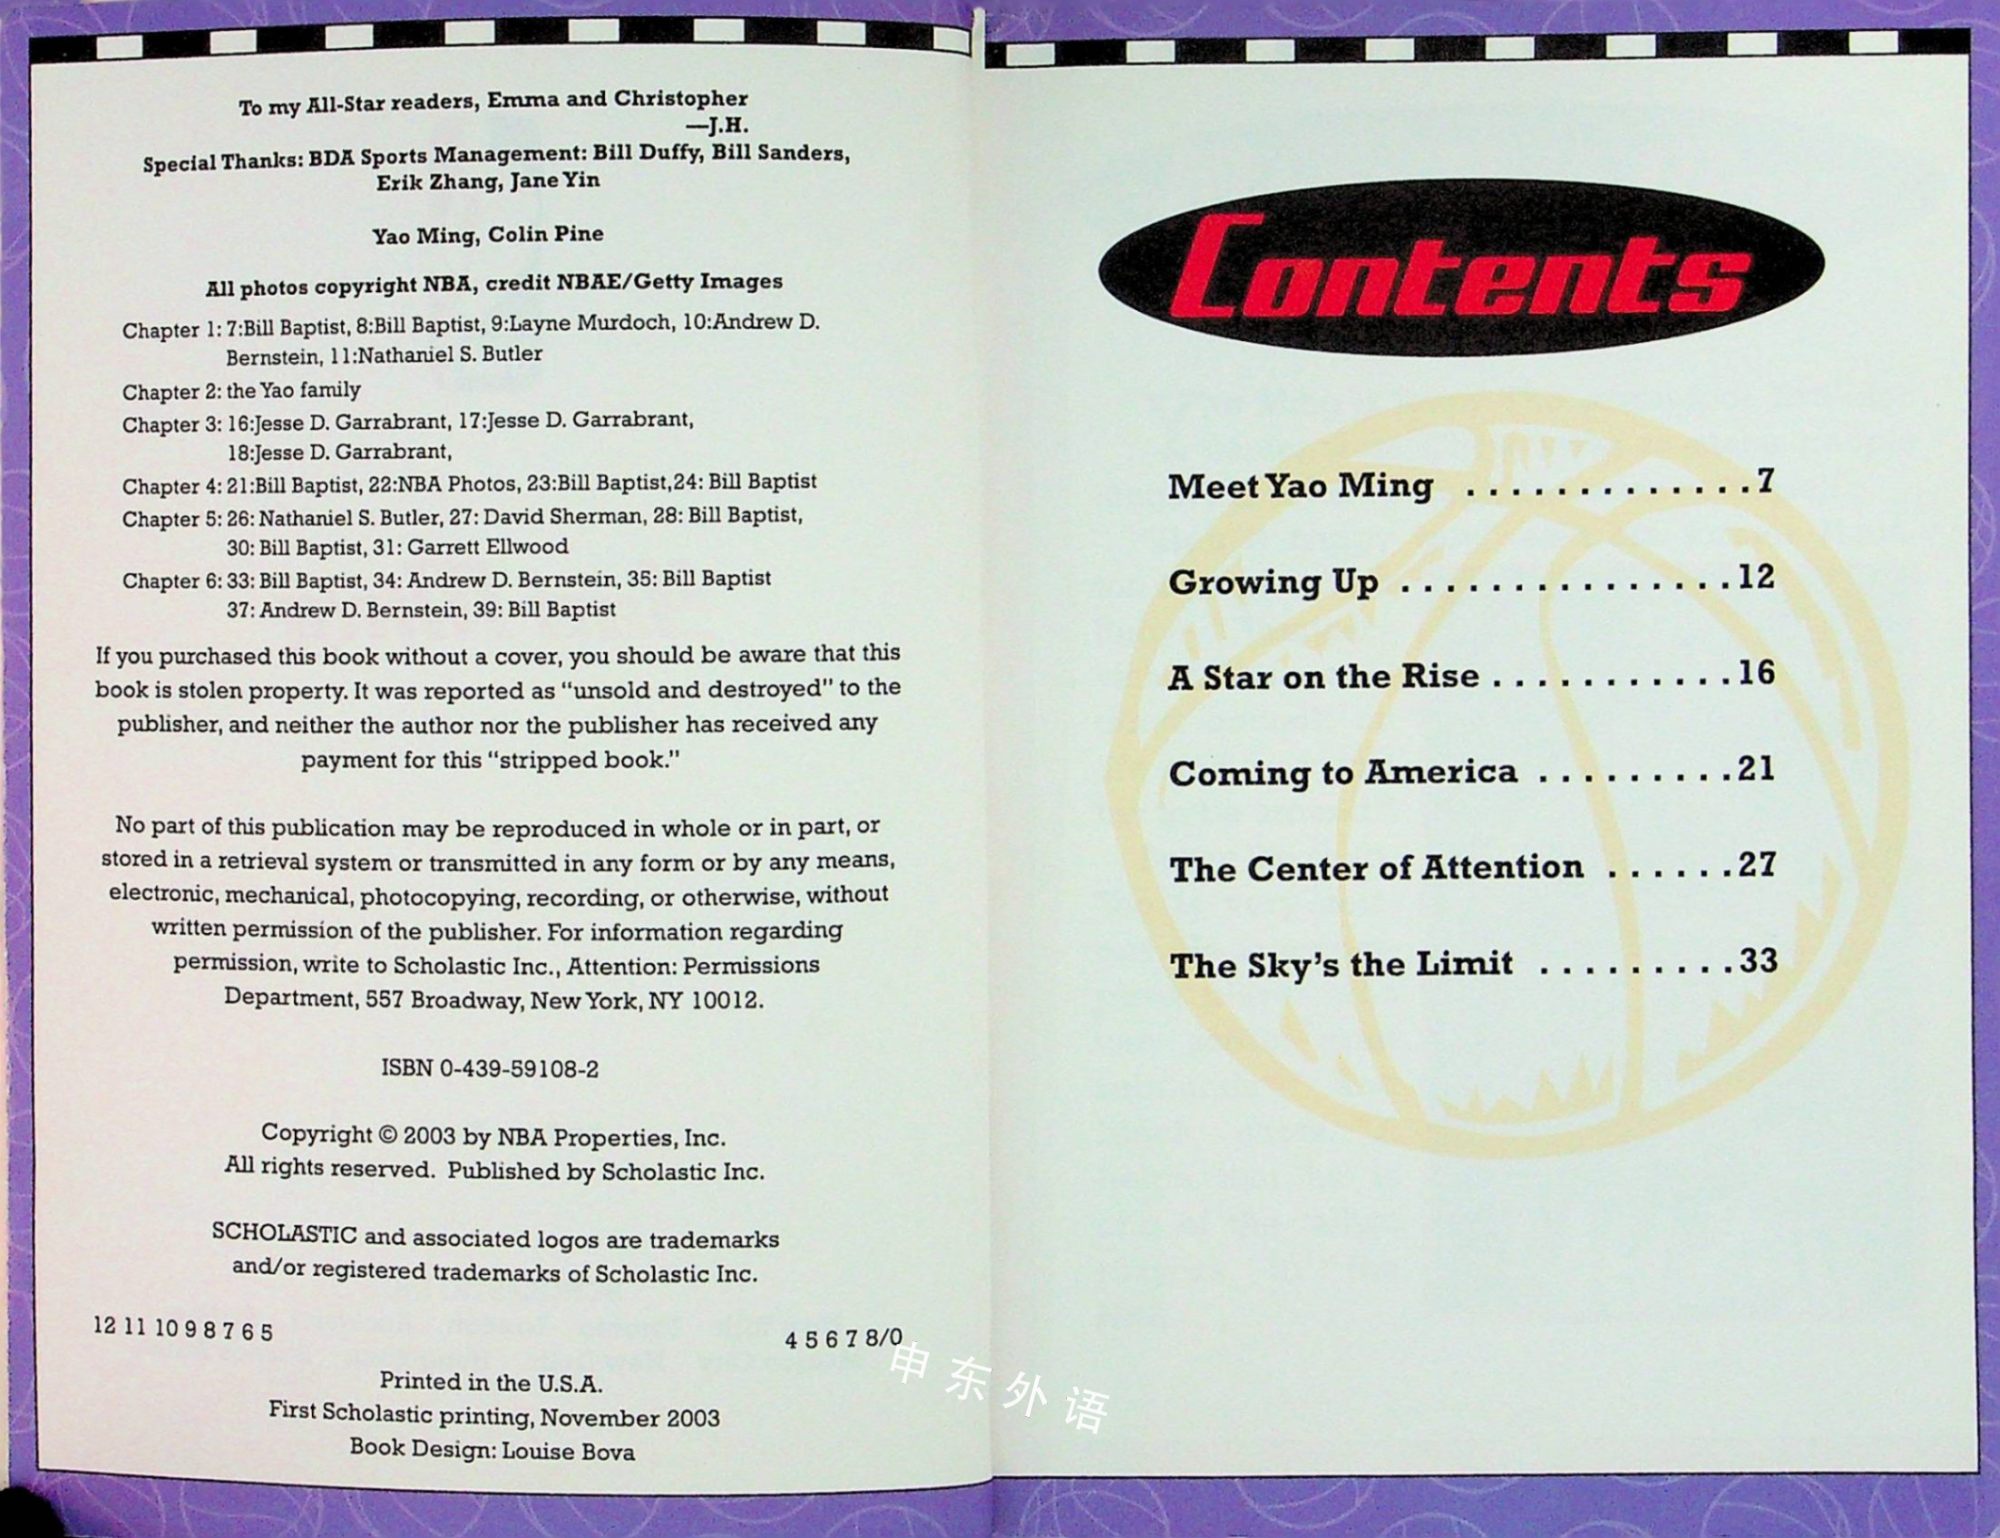 To my All-Star readers, Emma and Christopher
—J.H.
Special Thanks: BDA Sports Management: Bill Duffy, Bill Sanders,
Erik Zhang, Jane Yin
Yao Ming, Colin Pine
All photos copyright NBA, credit NBAE/Getty Images
Chapter 1: 7:Bill Baptist, 8:Bill Baptist, 9:Layne Murdoch, 10:Andrew D.
Bernstein, 11:Nathaniel S. Butler
Chapter 2: the Yao family
Chapter 3: 16:Jesse D. Garrabrant, 17:Jesse D. Garrabrant,
18:Jesse D. Garrabrant,
Chapter 4: 21:Bill Baptist, 22:NBA Photos, 23:Bill Baptist,24: Bill Baptist
Chapter 5: 26: Nathaniel S. Butler, 27: David Sherman, 28: Bill Baptist,
30: Bill Baptist, 31: Garrett Ellwood
Chapter 6: 33: Bill Baptist, 34: Andrew D. Bernstein, 35: Bill Baptist
37: Andrew D. Bernstein, 39: Bill Baptist
If you purchased this book without a cover, you should be aware that this
book is stolen property. It was reported as “unsold and destroyed” to the
publisher, and neither the author nor the publisher has received any
payment for this “stripped book.”
No part of this publication may be reproduced in whole or in part, or
stored in a retrieval system or transmitted in any form or by any means,
electronic, mechanical, photocopying, recording, or otherwise, without
written permission of the publisher. For information regarding
permission, write to Scholastic Inc., Attention: Permissions
Department, 557 Broadway, New York, NY 10012.
ISBN 0-439-59108-2
Copyright © 2003 by NBA Properties, Inc.
All rights reserved. Published by Scholastic Inc.
SCHOLASTIC and associated logos are trademarks
and/or registered trademarks of Scholastic Inc.
12 11 10 9 8 7 6 5 4 5 6 7 8/0
Printed in the U.S.A.
First Scholastic printing, November 2003
Book Design: Louise Bova
Contents
Meet Yao Ming . . . . . . . . . . . . .7
Growing Up . . . . . . . . . . . . . . .12
A Star on the Rise . . . . . . . . . . .16
Coming to America . . . . . . . . .21
The Center of Attention . . . . . .27
The Sky’s the Limit . . . . . . . . .33
申东外语